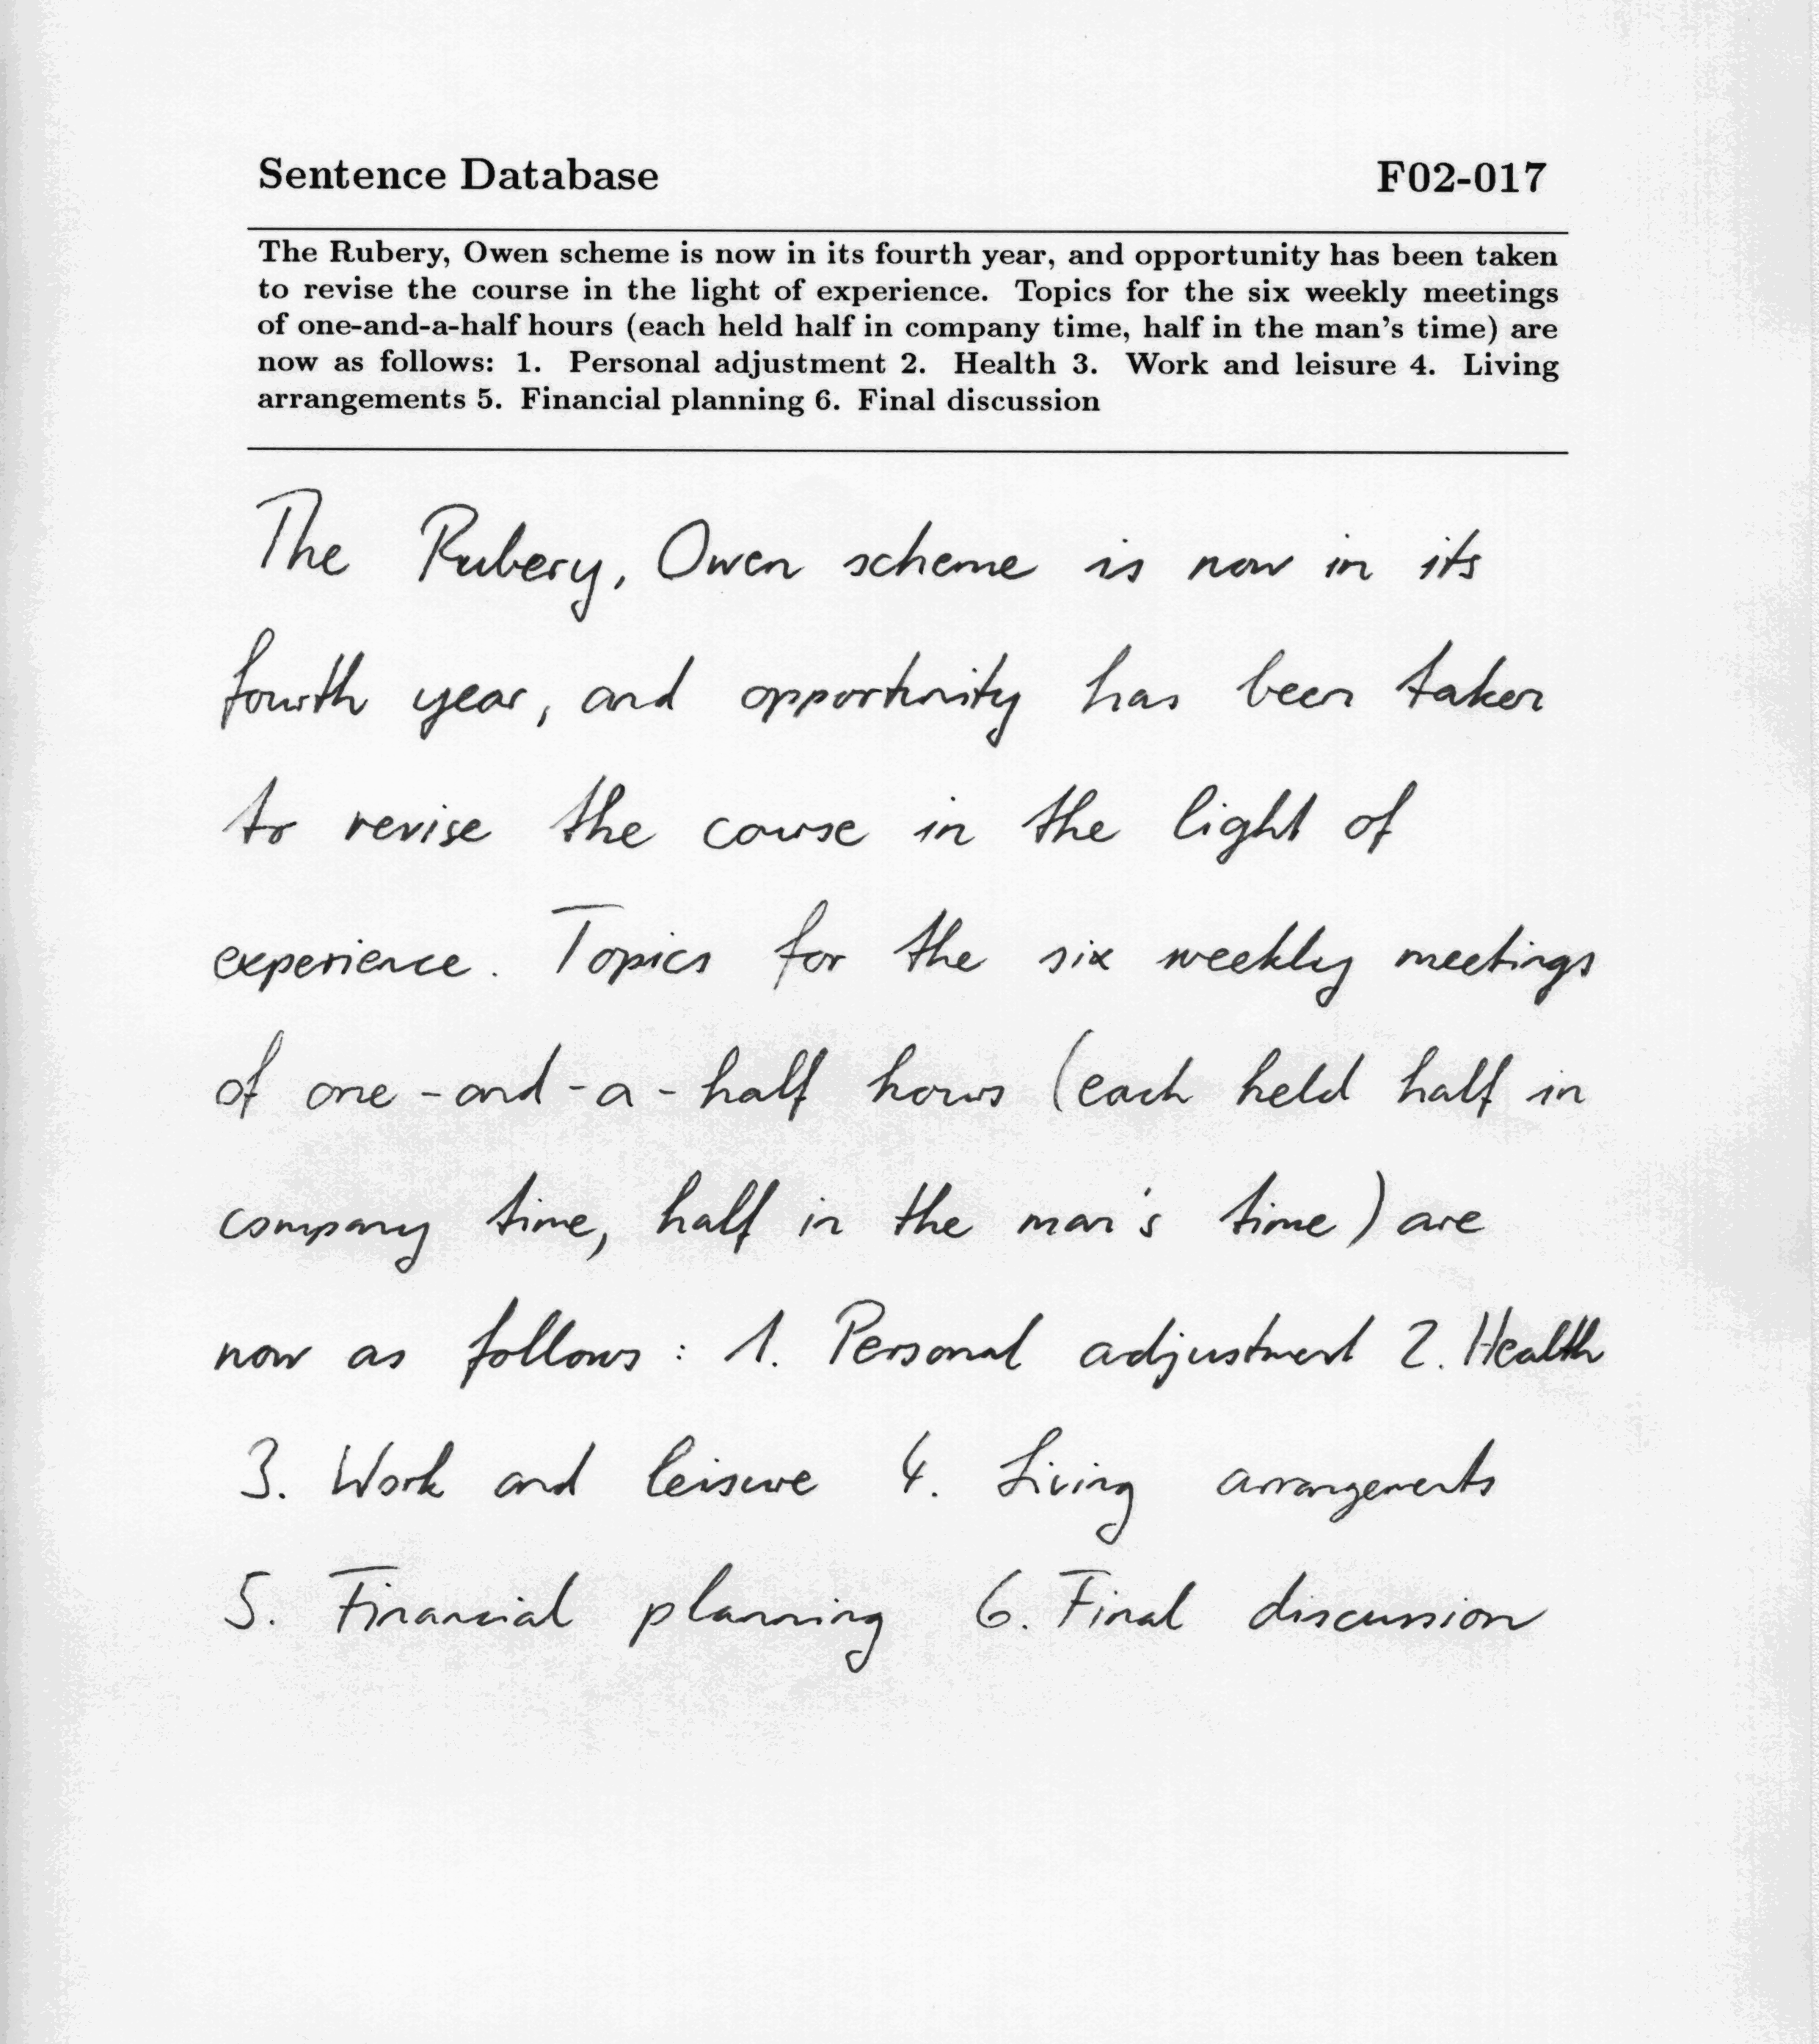 Sentence Database F02-017
The Rubery, Owen scheme is now in its fourth year, and opportunity has been taken
to revise the course in the light of experience. Topics for the six weekly meetings
of one-and-a-half hours (each held half in company time, half in the man's time) are
now as follows: 1. Personal adjustment 2. Health 3. Work and leisure 4. Living
arrangements 5. Financial planning 6. Final discussion
The Rubery, Owen scheme is now in its
fourth year, and opportunity has been taken
to revise the course in the light of
experience. Topics for the six weekly meetings
of one-and-a-half hours (each held half in
company time, half in the man's time) are
now as follows: 1. Personal adjustment 2. Health
3. Work and leisure 4. Living arrangements
5. Financial planning 6. Final discussion